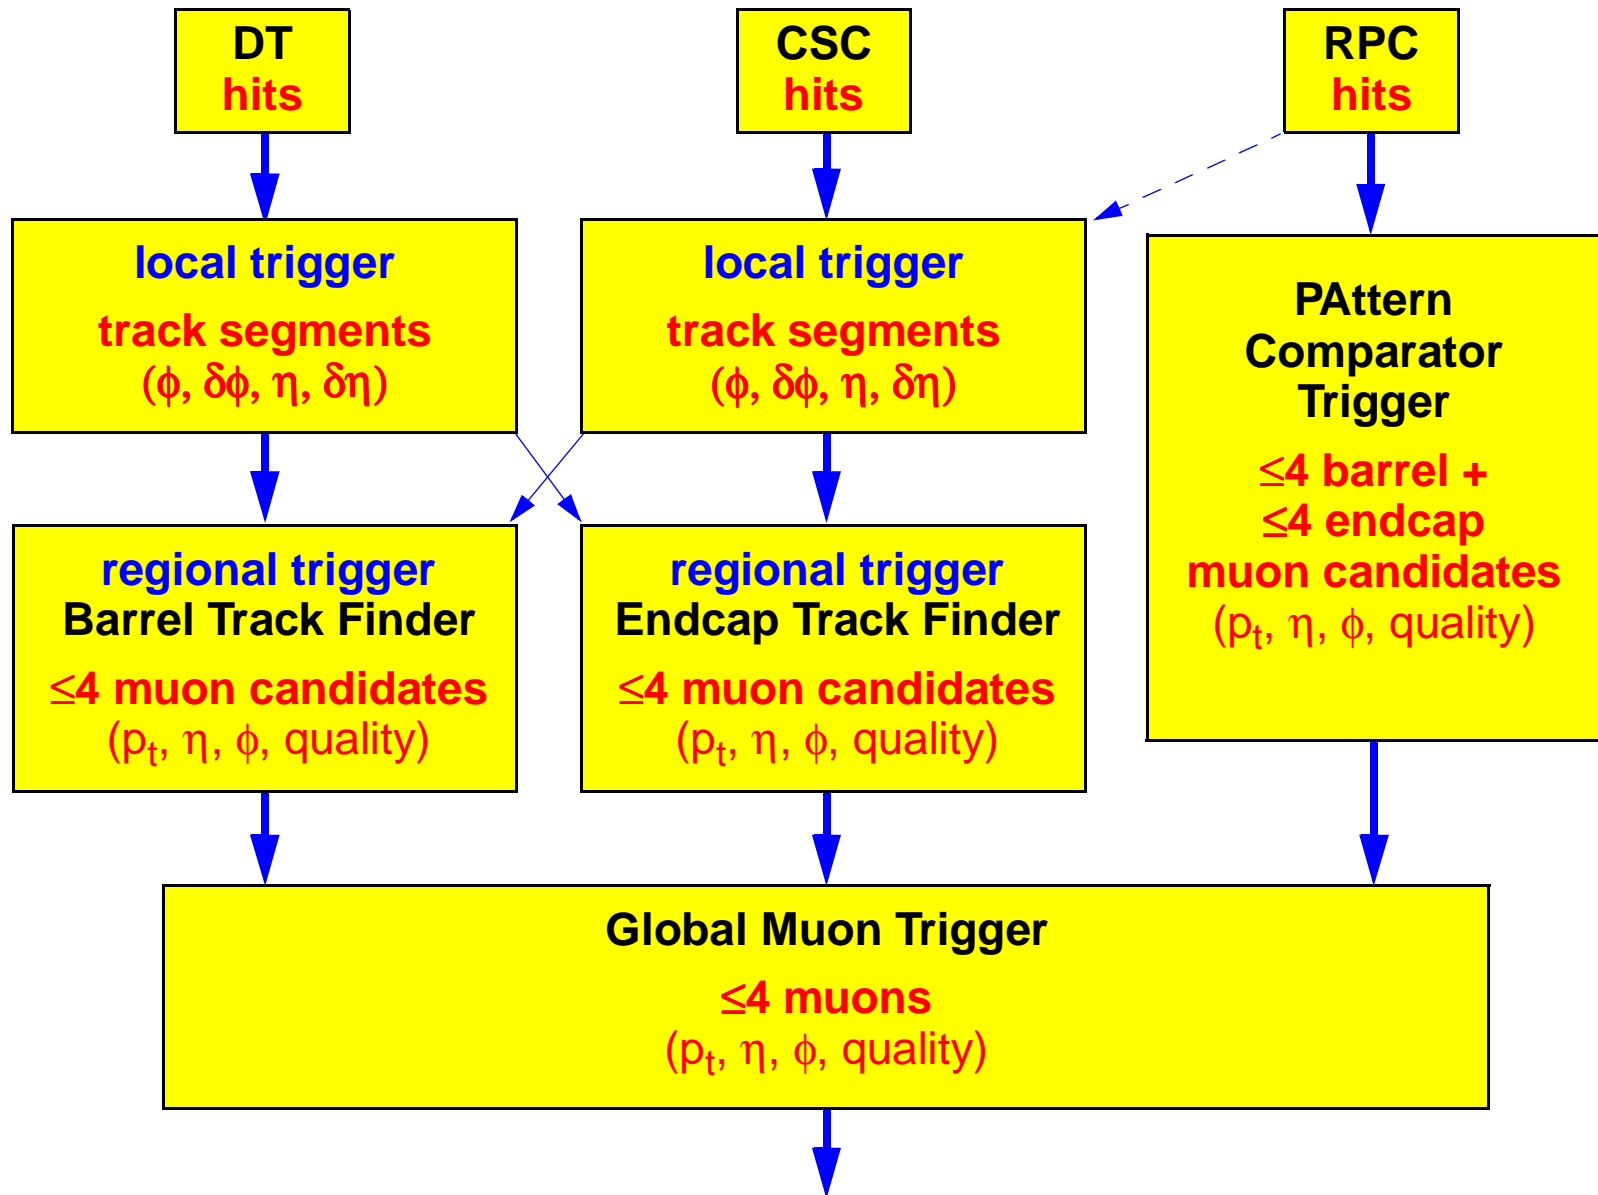 DT
hits
CSC
hits
RPC
hits
local trigger
track segments
(ϕ, δϕ, η, δη)
local trigger
track segments
(ϕ, δϕ, η, δη)
PAttern
Comparator
Trigger
≤4 barrel +
≤4 endcap
muon candidates
(pt, η, ϕ, quality)
regional trigger
Barrel Track Finder
≤4 muon candidates
(pt, η, ϕ, quality)
regional trigger
Endcap Track Finder
≤4 muon candidates
(pt, η, ϕ, quality)
Global Muon Trigger
≤4 muons
(pt, η, ϕ, quality)